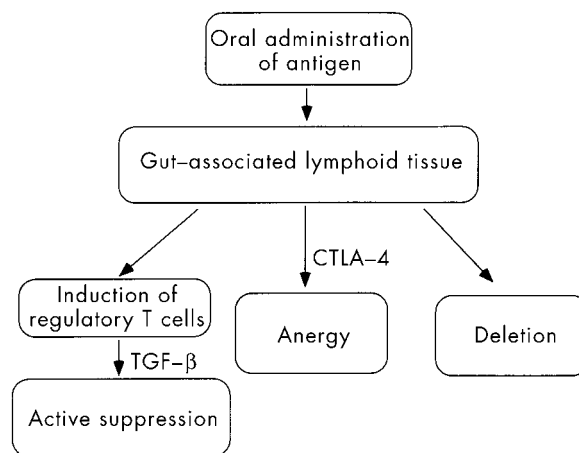 Oral administration
of antigen
Gut–associated lymphoid tissue
CTLA–4
Induction of
regulatory T cells
Anergy
Deletion
TGF–β
Active suppression